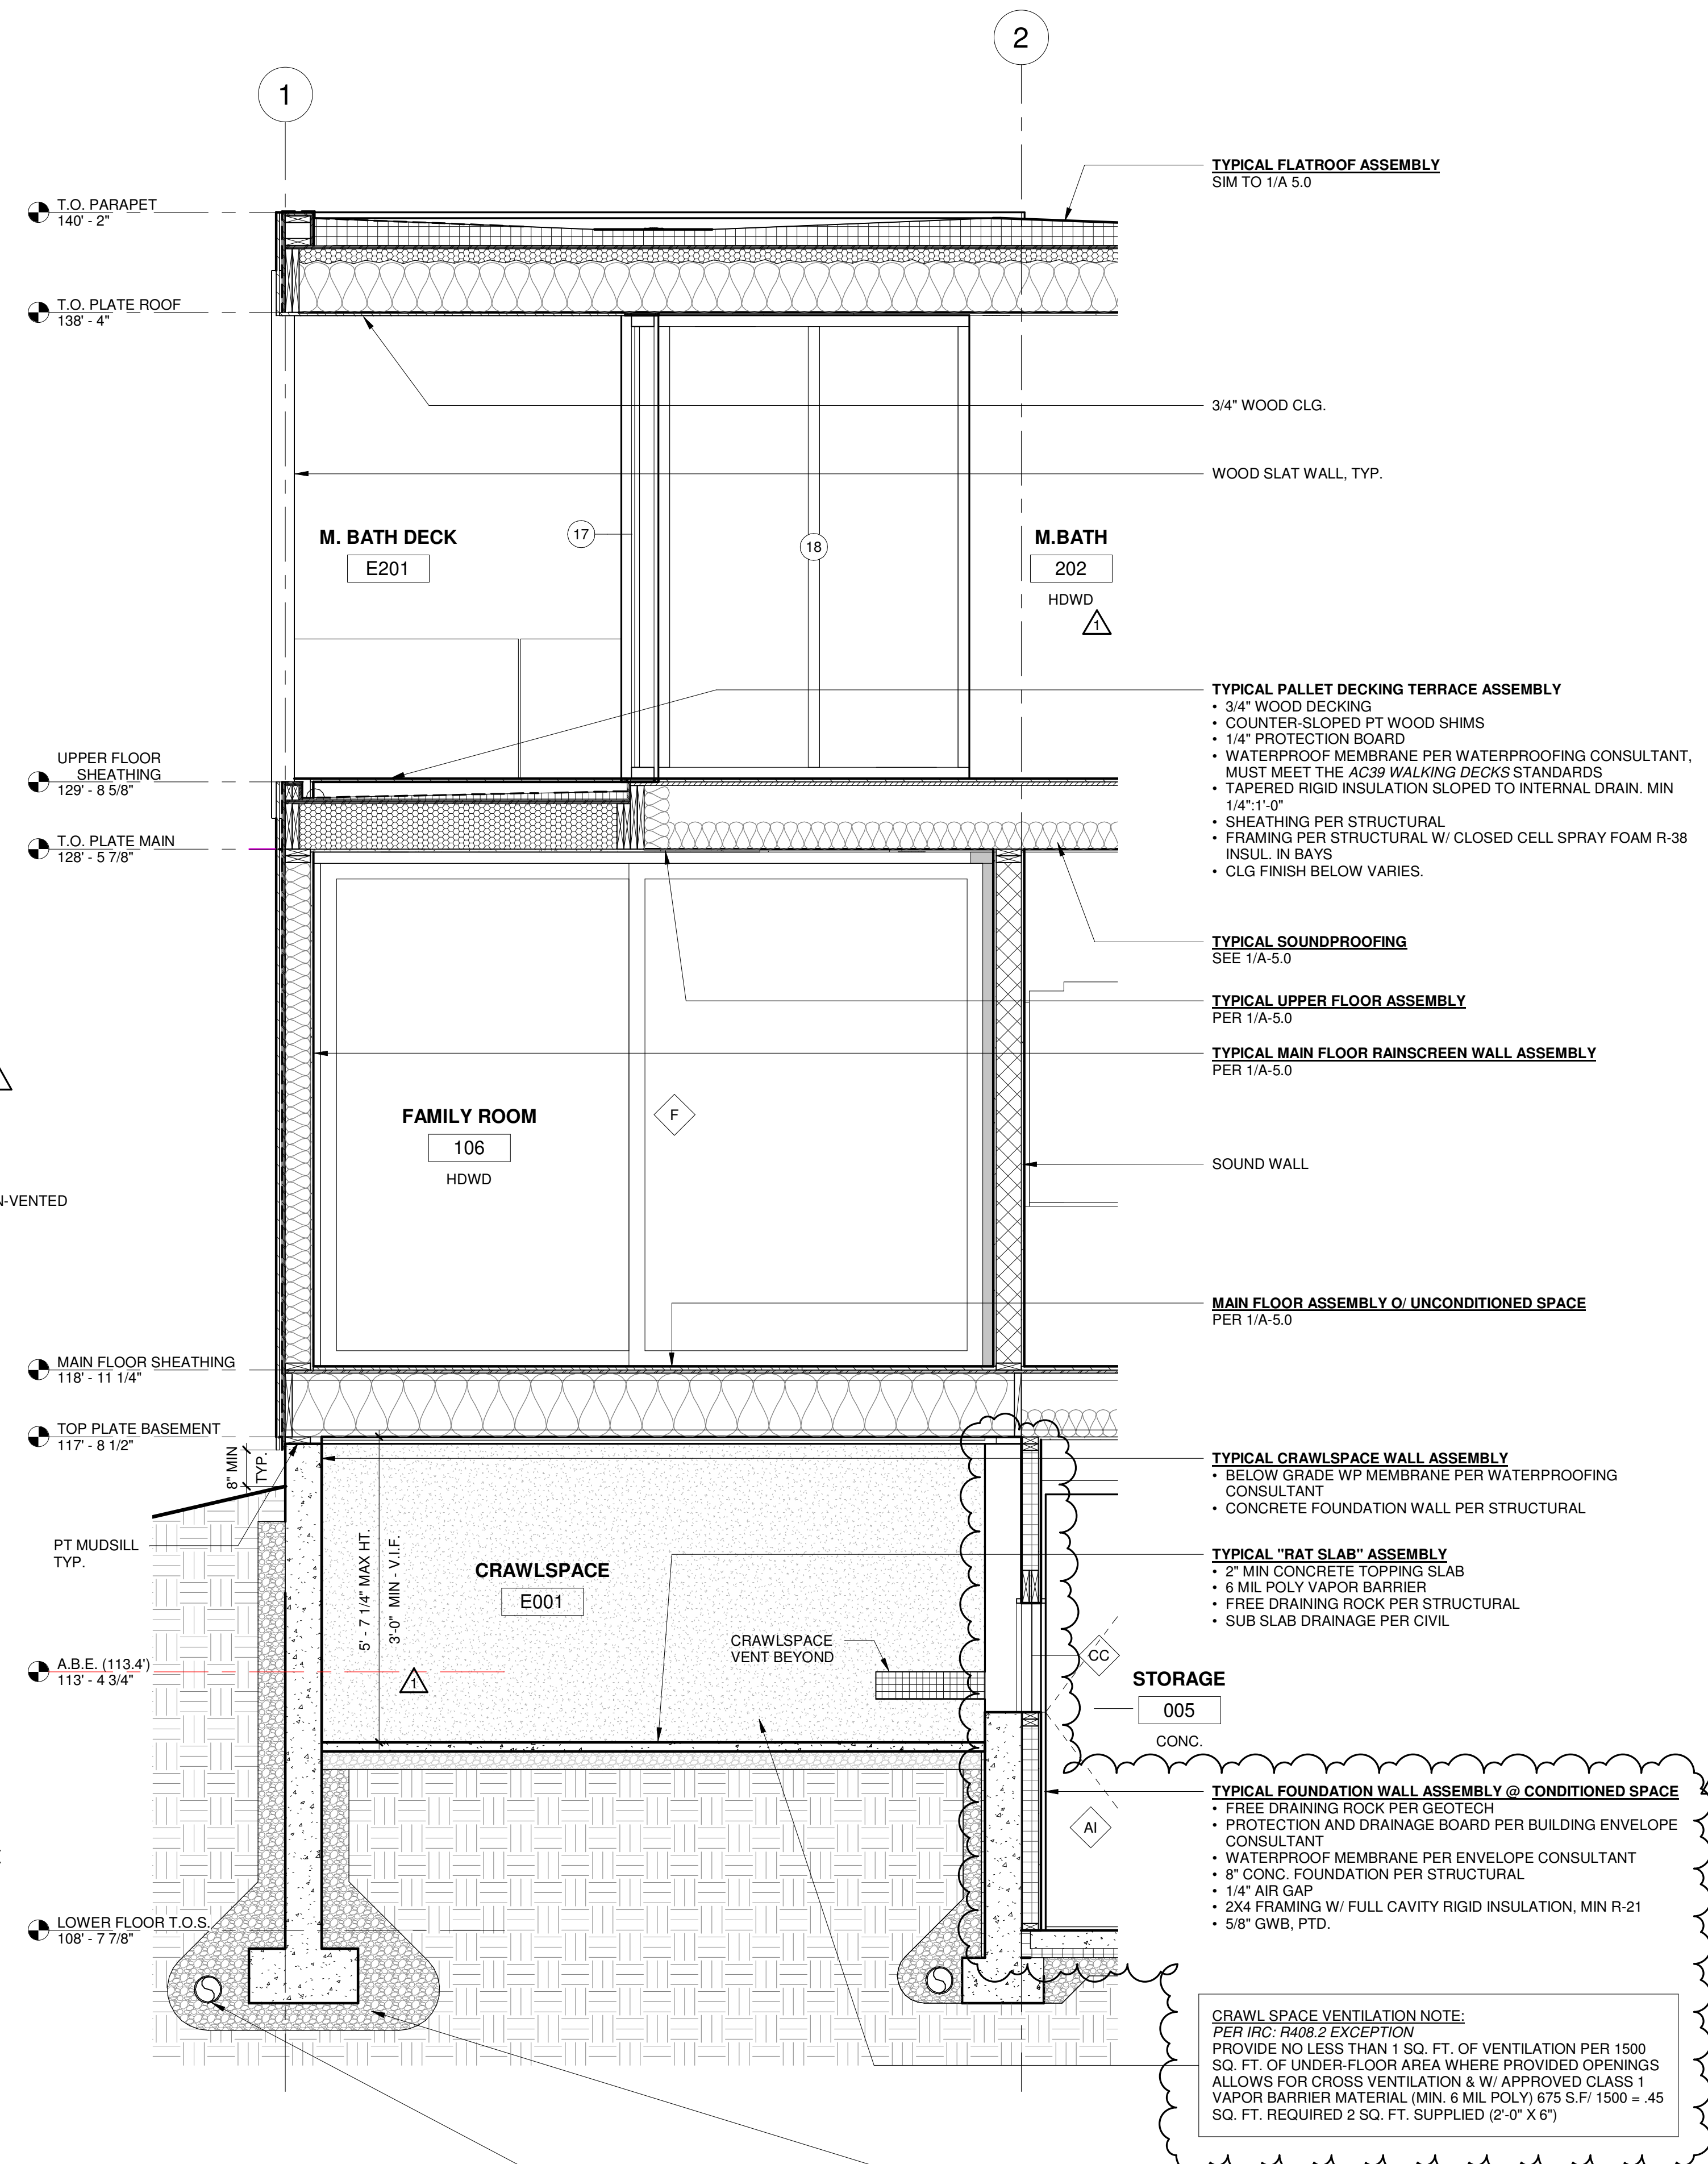 1
2
T.O. PARAPET
140' - 2"
T.O. PLATE ROOF
138' - 4"
UPPER FLOOR
SHEATHING
129' - 8 5/8"
T.O. PLATE MAIN
128' - 5 7/8"
N-VENTED
MAIN FLOOR SHEATHING
118' - 11 1/4"
TOP PLATE BASEMENT
117' - 8 1/2"
8" MIN
TYP.
PT MUDSILL
TYP.
A.B.E. (113.4')
113' - 4 3/4"
LOWER FLOOR T.O.S.
108' - 7 7/8"
M. BATH DECK
E201
17
18
M.BATH
202
HDWD
1
FAMILY ROOM
106
HDWD
F
CRAWLSPACE
E001
5' - 7 1/4" MAX HT.
3'-0" MIN - V.I.F.
1
CRAWLSPACE
VENT BEYOND
CC
STORAGE
005
CONC.
AI
TYPICAL FLATROOF ASSEMBLY
SIM TO 1/A 5.0
3/4" WOOD CLG.
WOOD SLAT WALL, TYP.
TYPICAL PALLET DECKING TERRACE ASSEMBLY
• 3/4" WOOD DECKING
• COUNTER-SLOPED PT WOOD SHIMS
• 1/4" PROTECTION BOARD
• WATERPROOF MEMBRANE PER WATERPROOFING CONSULTANT,
MUST MEET THE AC39 WALKING DECKS STANDARDS
• TAPERED RIGID INSULATION SLOPED TO INTERNAL DRAIN. MIN
1/4":1'-0"
• SHEATHING PER STRUCTURAL
• FRAMING PER STRUCTURAL W/ CLOSED CELL SPRAY FOAM R-38
INSUL. IN BAYS
• CLG FINISH BELOW VARIES.
TYPICAL SOUNDPROOFING
SEE 1/A-5.0
TYPICAL UPPER FLOOR ASSEMBLY
PER 1/A-5.0
TYPICAL MAIN FLOOR RAINSCREEN WALL ASSEMBLY
PER 1/A-5.0
SOUND WALL
MAIN FLOOR ASSEMBLY O/ UNCONDITIONED SPACE
PER 1/A-5.0
TYPICAL CRAWLSPACE WALL ASSEMBLY
• BELOW GRADE WP MEMBRANE PER WATERPROOFING
CONSULTANT
• CONCRETE FOUNDATION WALL PER STRUCTURAL
TYPICAL "RAT SLAB" ASSEMBLY
• 2" MIN CONCRETE TOPPING SLAB
• 6 MIL POLY VAPOR BARRIER
• FREE DRAINING ROCK PER STRUCTURAL
• SUB SLAB DRAINAGE PER CIVIL
TYPICAL FOUNDATION WALL ASSEMBLY @ CONDITIONED SPACE
• FREE DRAINING ROCK PER GEOTECH
• PROTECTION AND DRAINAGE BOARD PER BUILDING ENVELOPE
CONSULTANT
• WATERPROOF MEMBRANE PER ENVELOPE CONSULTANT
• 8" CONC. FOUNDATION PER STRUCTURAL
• 1/4" AIR GAP
• 2X4 FRAMING W/ FULL CAVITY RIGID INSULATION, MIN R-21
• 5/8" GWB, PTD.
CRAWL SPACE VENTILATION NOTE:
PER IRC: R408.2 EXCEPTION
PROVIDE NO LESS THAN 1 SQ. FT. OF VENTILATION PER 1500
SQ. FT. OF UNDER-FLOOR AREA WHERE PROVIDED OPENINGS
ALLOWS FOR CROSS VENTILATION & W/ APPROVED CLASS 1
VAPOR BARRIER MATERIAL (MIN. 6 MIL POLY) 675 S.F/ 1500 = .45
SQ. FT. REQUIRED 2 SQ. FT. SUPPLIED (2'-0" X 6")